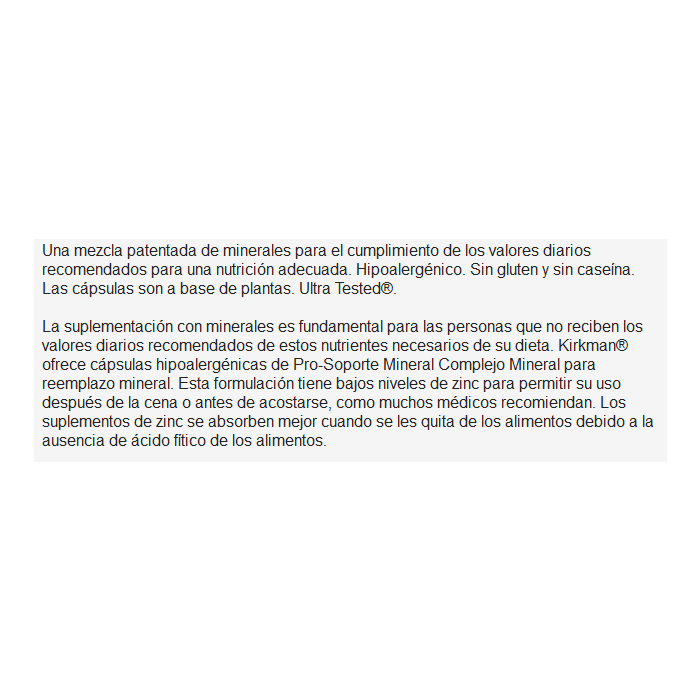 Una mezcla patentada de minerales para el cumplimiento de los valores diarios
recomendados para una nutrición adecuada. Hipoalergénico. Sin gluten y sin caseína.
Las cápsulas son a base de plantas. Ultra Tested®.
La suplementación con minerales es fundamental para las personas que no reciben los
valores diarios recomendados de estos nutrientes necesarios de su dieta. Kirkman®
ofrece cápsulas hipoalergénicas de Pro-Soporte Mineral Complejo Mineral para
reemplazo mineral. Esta formulación tiene bajos niveles de zinc para permitir su uso
después de la cena o antes de acostarse, como muchos médicos recomiendan. Los
suplementos de zinc se absorben mejor cuando se les quita de los alimentos debido a la
ausencia de ácido fítico de los alimentos.